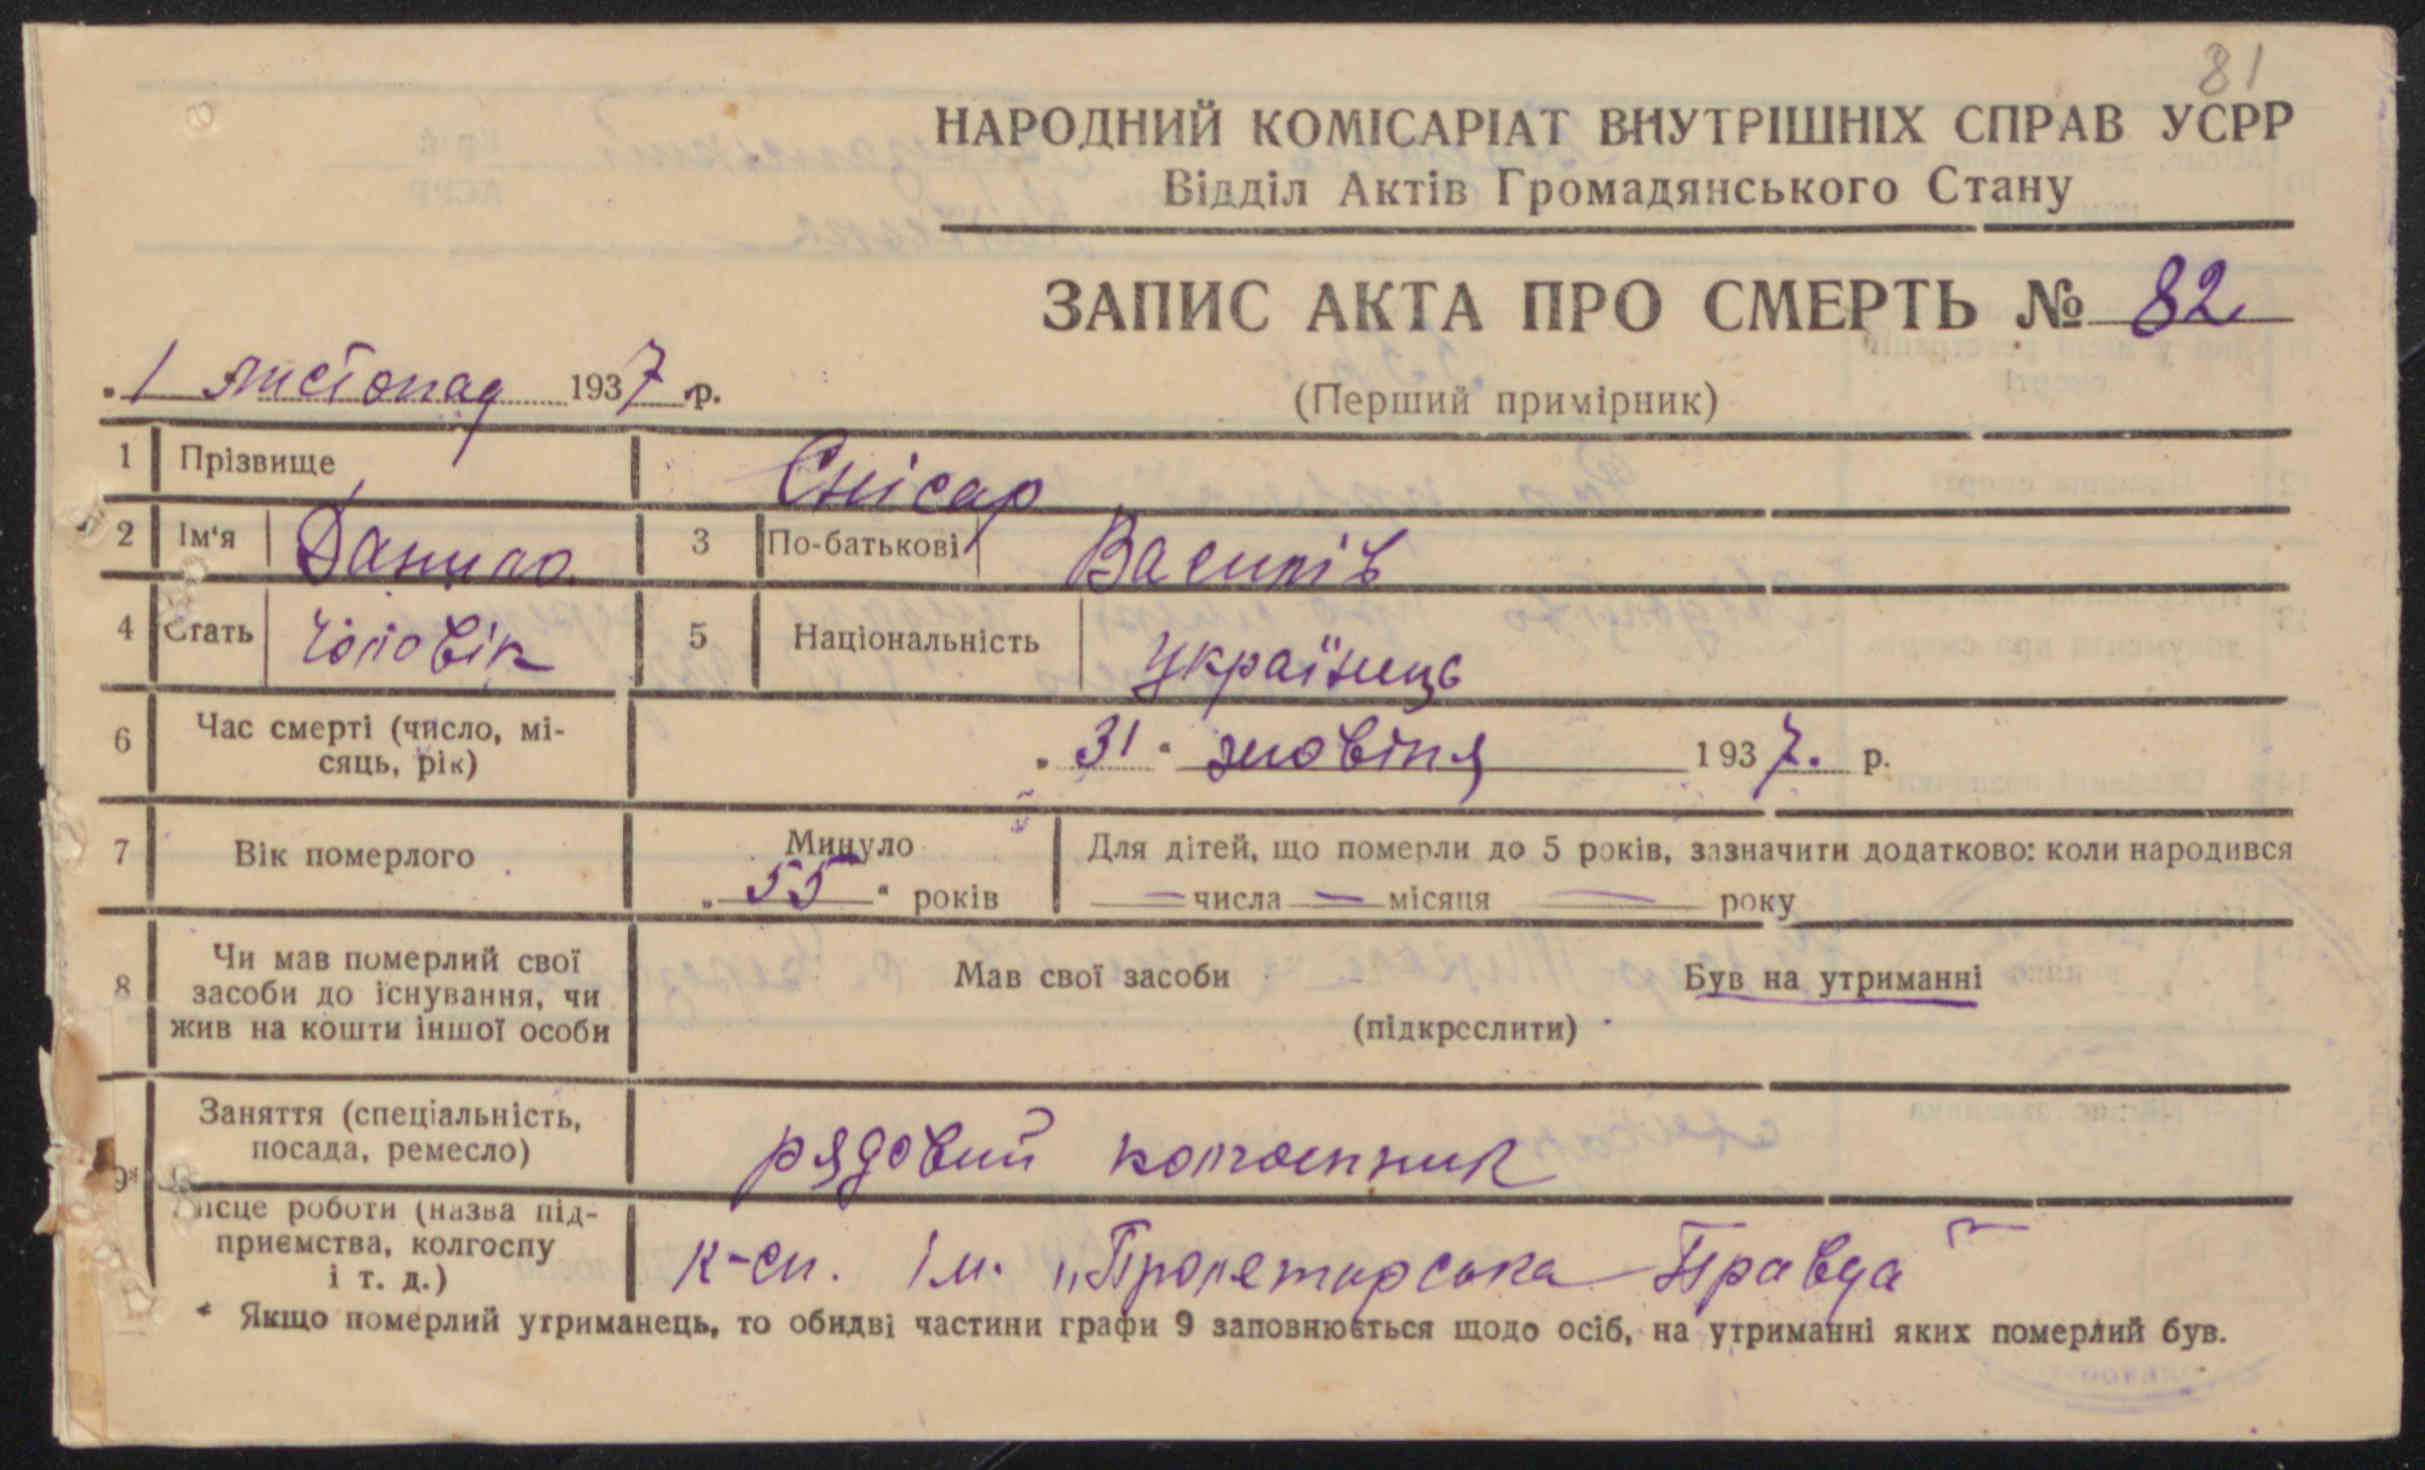 81
НАРОДНИЙ КОМІСАРІАТ ВНУТРІШНІХ СПРАВ УСРР
Відділ Актів Громадянського Стану
ЗАПИС АКТА ПРО СМЕРТЬ № 82
„1 листопад 1937 р.
(Перший примірник)
1 Прізвище Снісар
2 Ім‘я Данило 3 По-батькові Василів
4 Стать чоловік 5 Національність Українець
6 Час смерті (число, мі-
сяць, рік)
„31“ жовтня 1937. р.
7 Вік померлого
Минуло
„55“ років
Для дітей, що померли до 5 років, зазначити додатково: коли народився
— числа — місяця — року
8 Чи мав померлий свої
засоби до існування, чи
жив на кошти іншої особи
Мав свої засоби Був на утриманні
(підкреслити)
9* Заняття (спеціальність,
посада, ремесло)
рядовий колгоспник
Місце роботи (назва під-
приємства, колгоспу
і т. д.)
к-сп. ім. „Пролетарська Правда"
* Якщо померлий утриманець, то обидві частини графи 9 заповнюються щодо осіб, на утриманні яких померлий був.